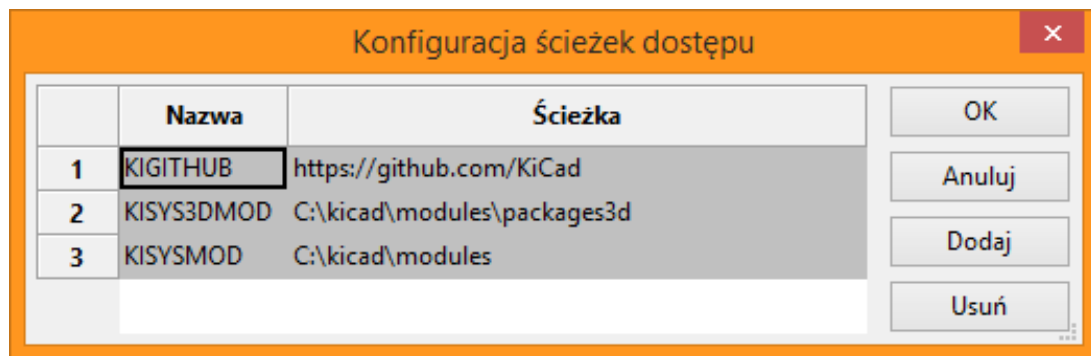 Konfiguracja ścieżek dostępu
×
Nazwa Ścieżka
1 KIGITHUB https://github.com/KiCad
2 KISYS3DMOD C:\kicad\modules\packages3d
3 KISYSMOD C:\kicad\modules
OK
Anuluj
Dodaj
Usuń